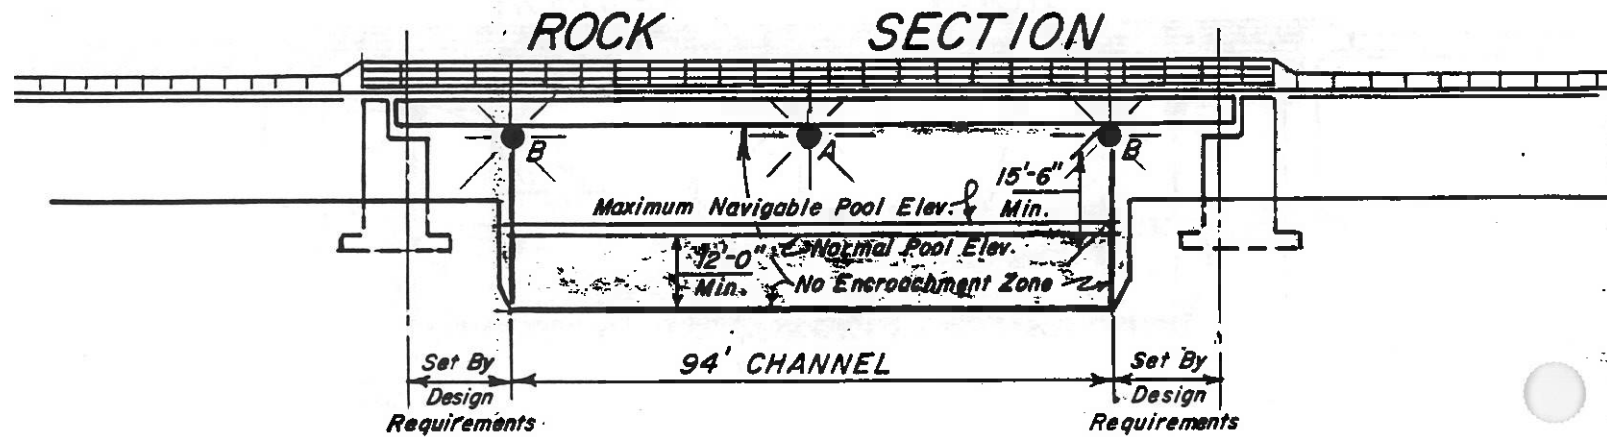 ROCK SECTION
B
A
B
15'-6"
Min.
Maximum Navigable Pool Elev.
Normal Pool Elev.
12'-0"
Min.
No Encroachment Zone
Set By
Design
Requirements
94' CHANNEL
Set By
Design
Requirements